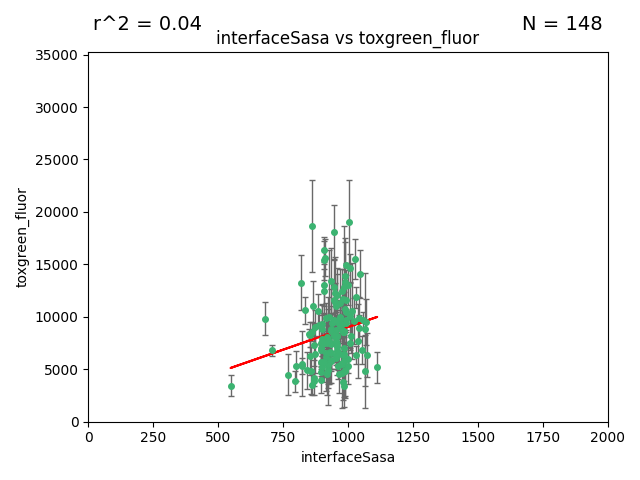 r^2 = 0.04
N = 148
interfaceSasa vs toxgreen_fluor
35000
30000
25000
20000
15000
10000
5000
0
toxgreen_fluor
0 250 500 750 1000 1250 1500 1750 2000
interfaceSasa